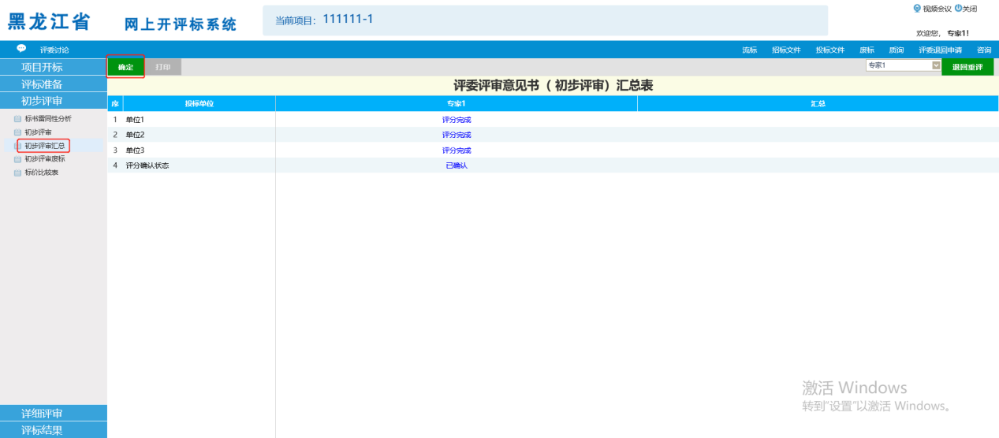 黑龙江省 网上开评标系统 当前项目： 111111-1 视频会议 关闭
欢迎您， 专家1！
评委讨论 流标 招标文件 投标文件 废标 质询 评委退回申请 咨询
项目开标 确定 打印 专家1 退回重评
评标准备 评委评审意见书（ 初步评审）汇总表
初步评审 序 投标单位 专家1 汇总
标书雷同性分析 1 单位1 评分完成
初步评审 2 单位2 评分完成
初步评审汇总 3 单位3 评分完成
初步评审废标 4 评分确认状态 已确认
标价比较表
激活 Windows
转到"设置"以激活 Windows。
详细评审
评标结果